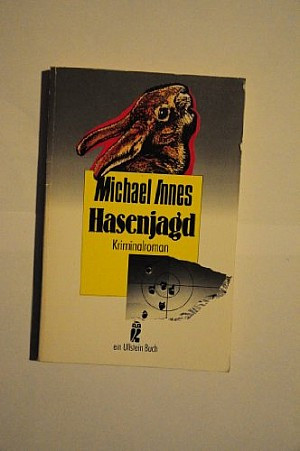 Michael Innes
Hasenjagd
Kriminalroman
ein Ullstein Buch